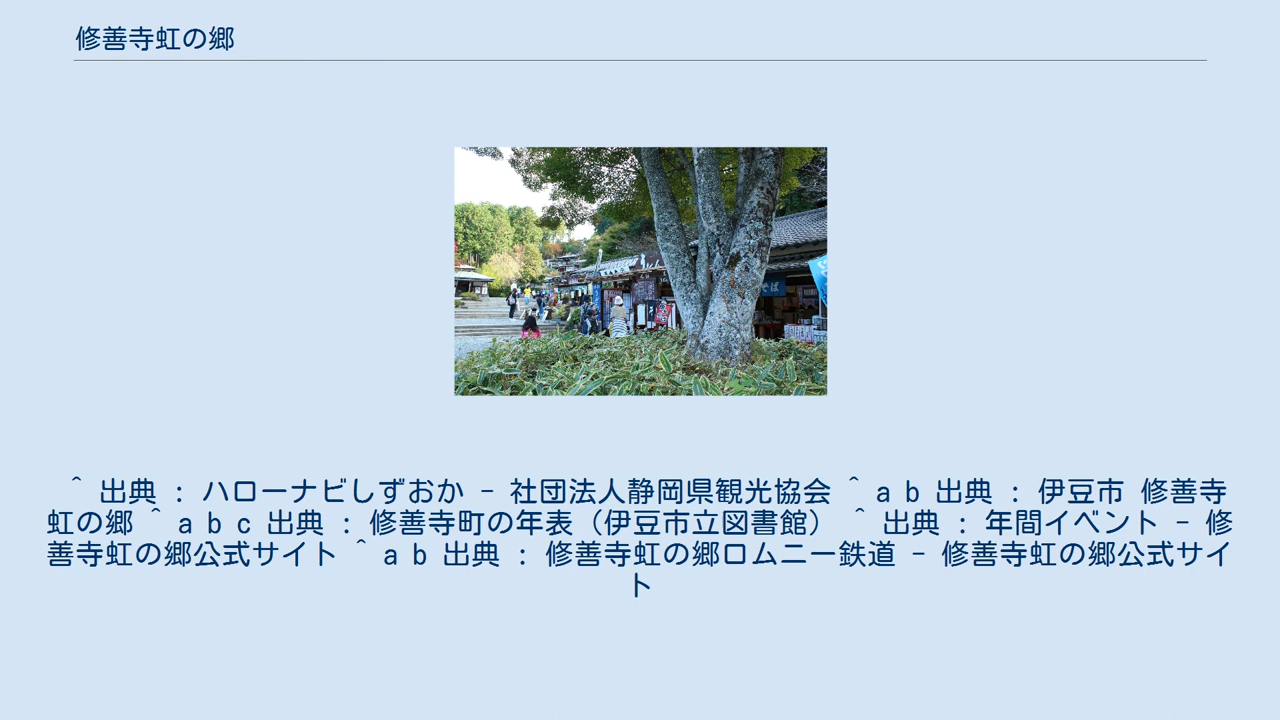 修善寺虹の郷
そば
^ 出典 : ハローナビしずおか - 社団法人静岡県観光協会 ^ a b 出典 : 伊豆市 修善寺
虹の郷 ^ a b c 出典 : 修善寺町の年表（伊豆市立図書館） ^ 出典 : 年間イベント - 修
善寺虹の郷公式サイト ^ a b 出典 : 修善寺虹の郷ロムニー鉄道 - 修善寺虹の郷公式サイ
ト